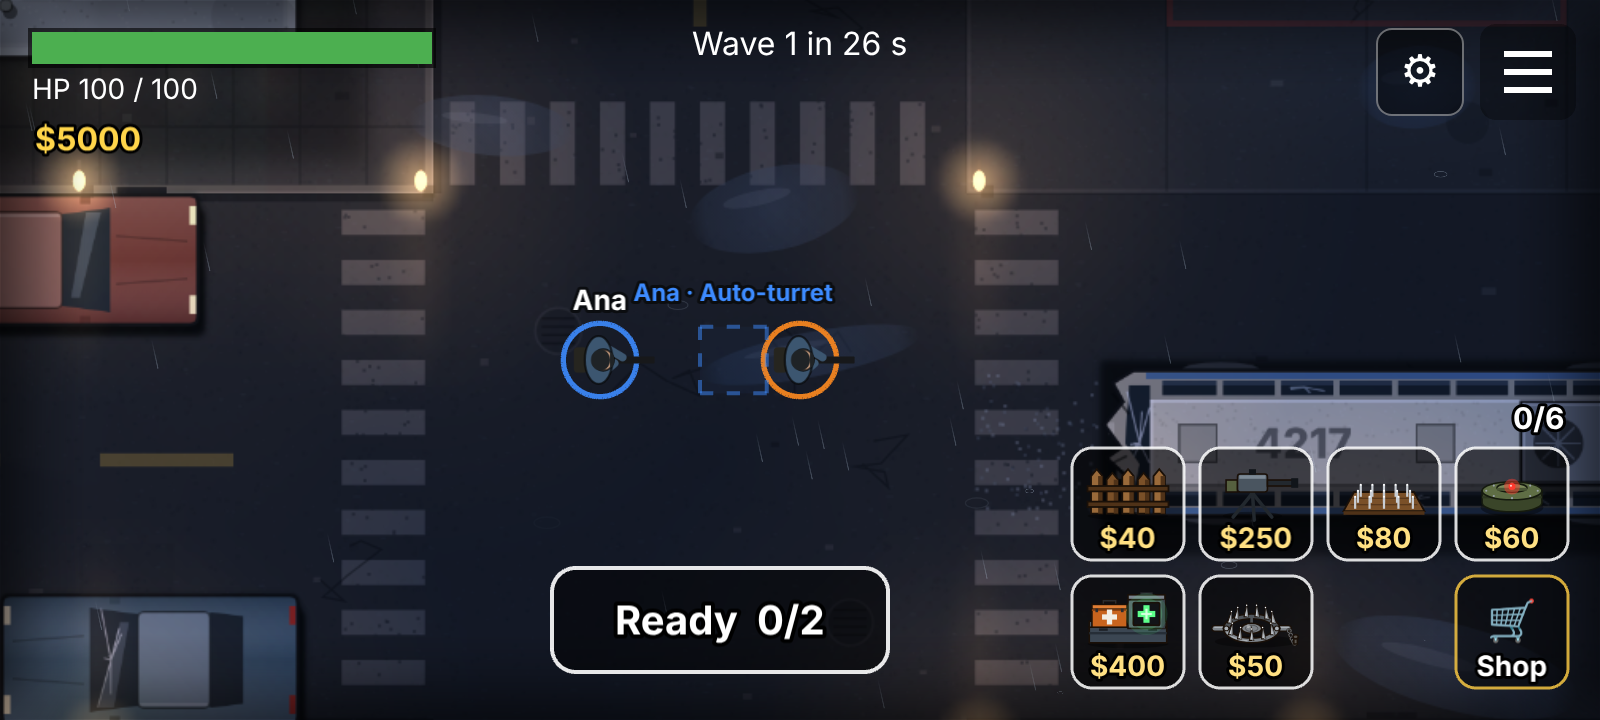 Wave 1 in 26 s
HP 100 / 100
$5000
Ana
Ana · Auto-turret
4217
0/6
$40
$250
$80
$60
Ready 0/2
$400
$50
Shop